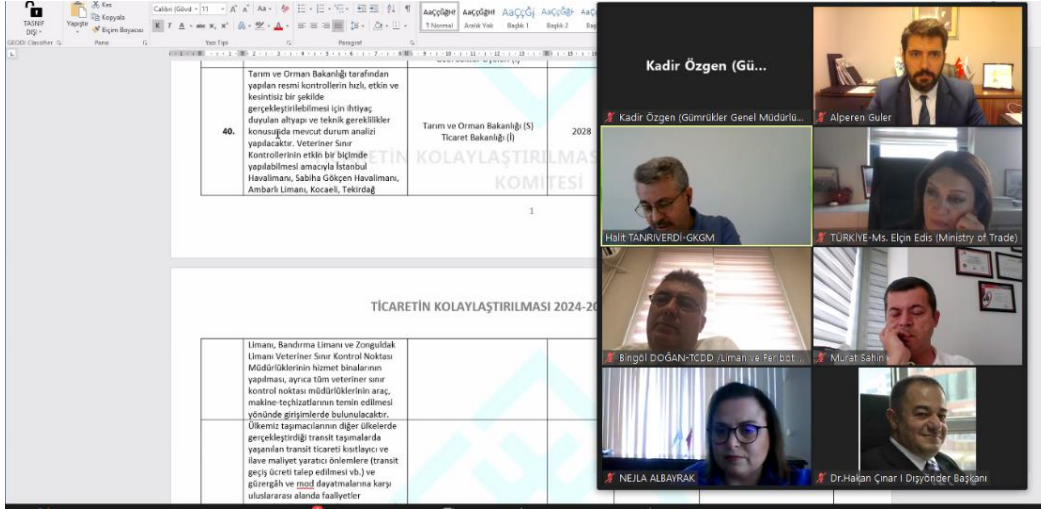 TASNİF
DIŞI
GEODI Classifier
Yapıştır
Kes
Kopyala
Biçim Boyacısı
Pano
Calibri (Gövd
11
Yazı Tipi
Paragraf
AaÇçĞğH
AaÇçĞğH
AaÇçĞğ
AaÇçĞğH
¶ Normal
Aralık Yok
Başlık 1
Başlık 2
Tarım ve Orman Bakanlığı tarafından
yapılan resmi kontrollerin hızlı, etkin ve
kesintisiz bir şekilde
gerçekleştirilebilmesi için ihtiyaç
duyulan altyapı ve teknik gereklilikler
konusunda mevcut durum analizi
yapılacaktır. Veteriner Sınır
Kontrollerinin etkin bir biçimde
yapılabilmesi amacıyla İstanbul
Havalimanı, Sabiha Gökçen Havalimanı,
Ambarlı Limanı, Kocaeli, Tekirdağ
40.
Tarım ve Orman Bakanlığı (S)
Ticaret Bakanlığı (İ)
2028
KOLAYLAŞTIRILMAS
KOMİTESİ
1
TİCARETİN KOLAYLAŞTIRILMASI 2024-20
Limanı, Bandırma Limanı ve Zonguldak
Limanı Veteriner Sınır Kontrol Noktası
Müdürlüklerinin hizmet binalarının
yapılması, ayrıca tüm veteriner sınır
kontrol noktası müdürlüklerinin araç,
makine-teçhizatlarının temin edilmesi
yönünde girişimlerde bulunulacaktır.
Ülkemiz taşımacılarının diğer ülkelerde
gerçekleştirdiği transit taşımalarda
yaşanılan transit ticareti kısıtlayıcı ve
ilave maliyet yaratıcı önlemlere (transit
geçiş ücreti talep edilmesi vb.) ve
güzergâh ve mod dayatmalarına karşı
uluslararası alanda faaliyetler
Kadir Özgen (Gü...
Kadir Özgen (Gümrükler Genel Müdürlü...
Alperen Guler
Halit TANRIVERDİ-GKGM
TÜRKİYE-Ms. Elçin Edis (Ministry of Trade)
Bingöl DOĞAN-TCDD /Liman ve Feribot ...
Murat Sahin
NEJLA ALBAYRAK
Dr.Hakan Çınar I Dışyönder Başkanı